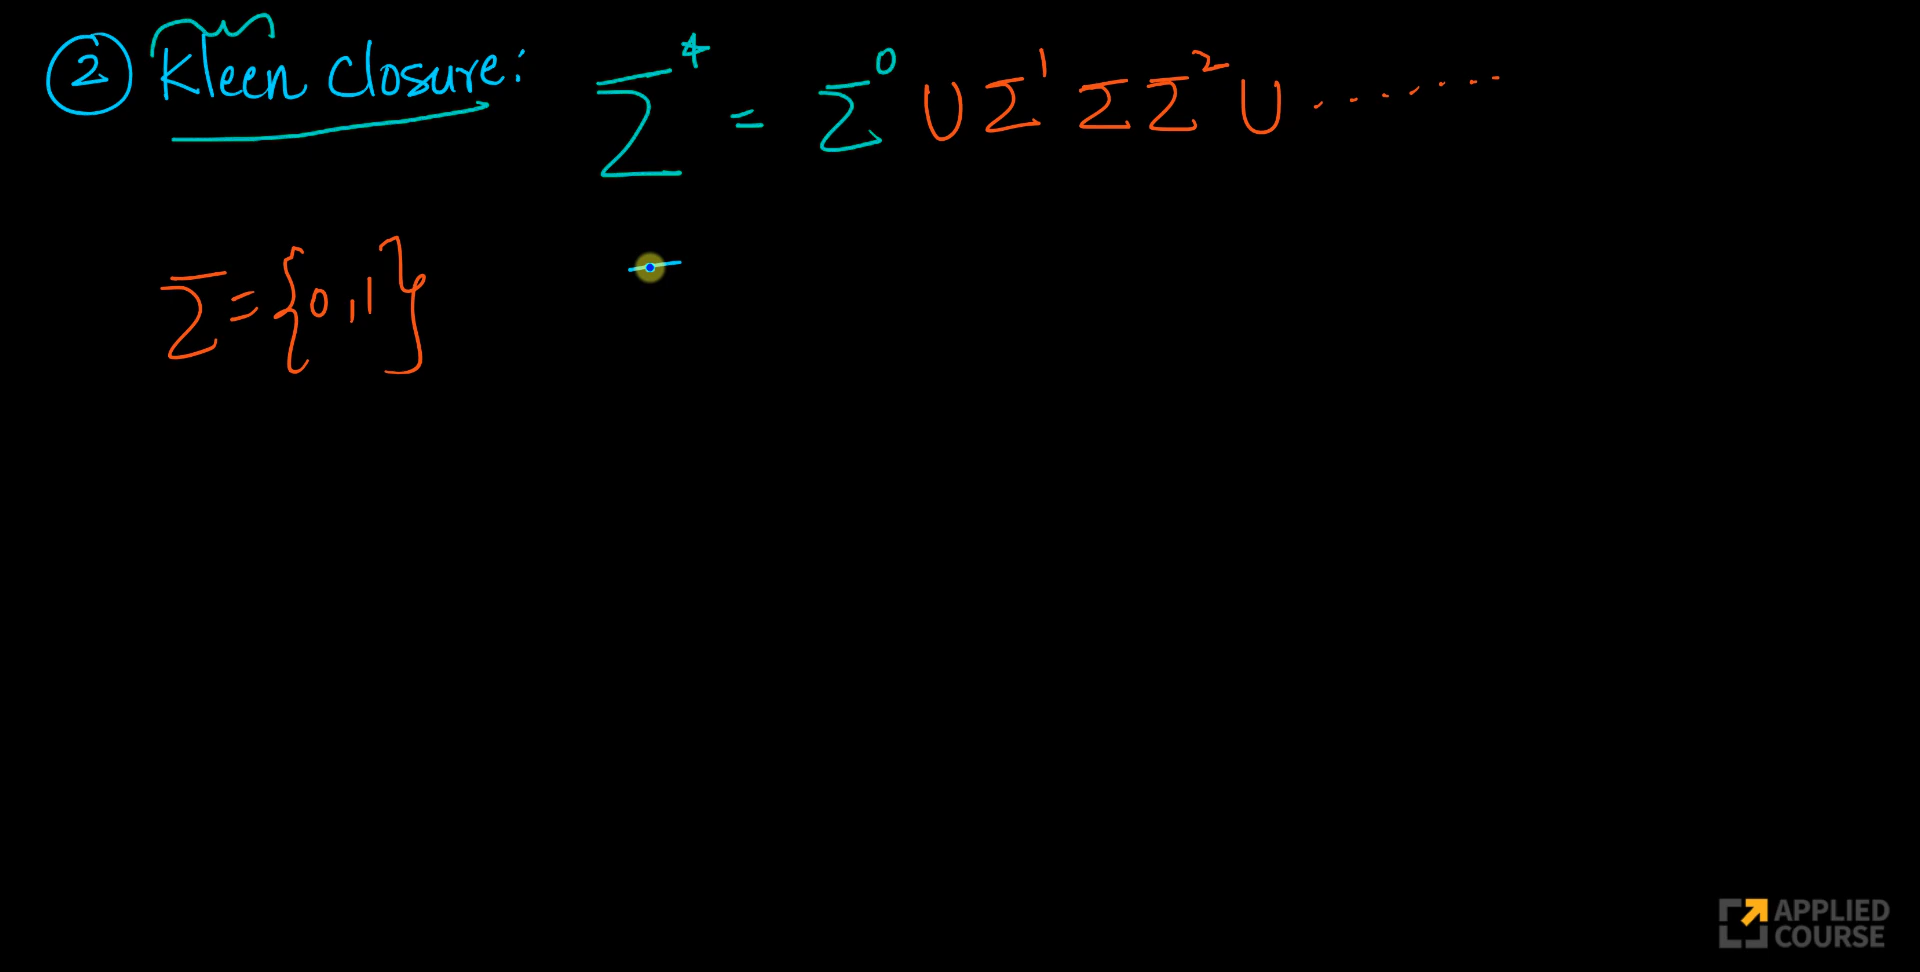 ② Kleen Closure: Σ* = Σ⁰ ∪ Σ¹ Σ Σ² ∪ ........
Σ = {0,1}
APPLIED
COURSE